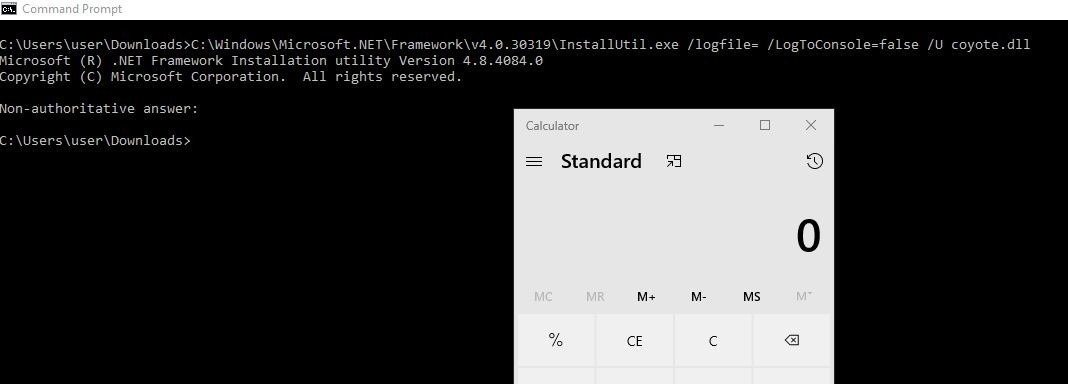 Command Prompt
C:\Users\user\Downloads>C:\Windows\Microsoft.NET\Framework\v4.0.30319\InstallUtil.exe /logfile= /LogToConsole=false /U coyote.dll
Microsoft (R) .NET Framework Installation utility Version 4.8.4084.0
Copyright (C) Microsoft Corporation.  All rights reserved.
Non-authoritative answer:
C:\Users\user\Downloads>
Calculator
Standard
0
MC MR M+ M- MS M˅
% CE C